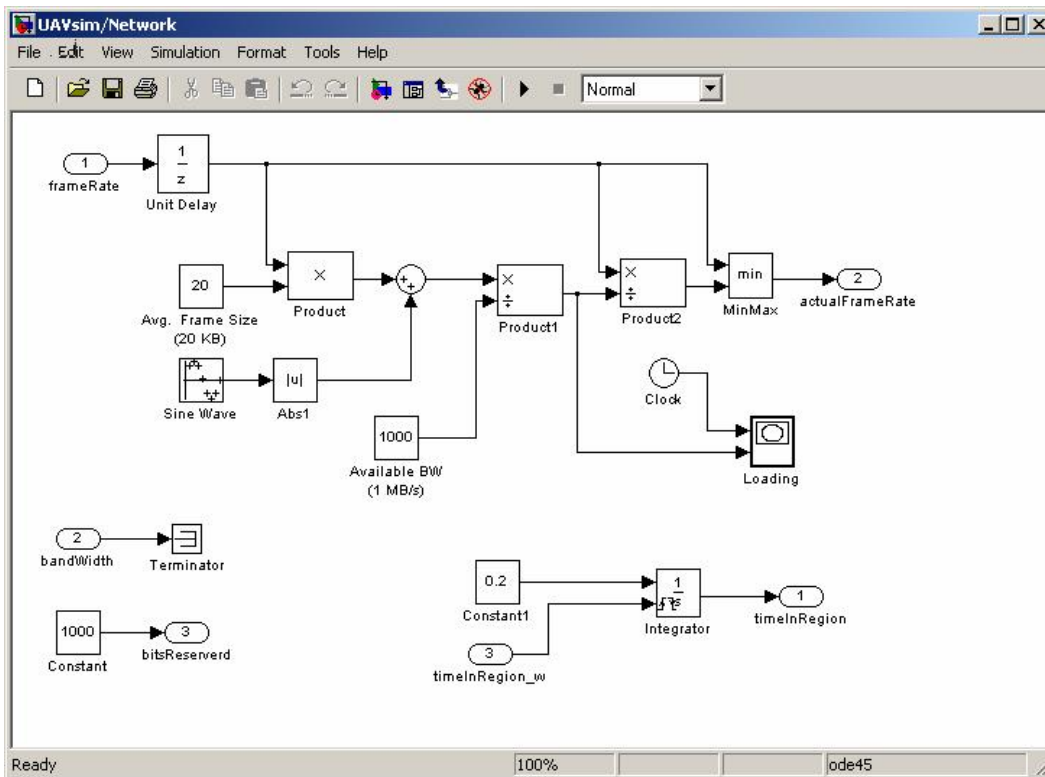 UAVsim/Network
File Edit View Simulation Format Tools Help
Normal
1
frameRate
1
z
Unit Delay
20
Avg. Frame Size
(20 KB)
×
Product
+
+
×
÷
Product1
×
÷
Product2
min
MinMax
2
actualFrameRate
Sine Wave
|u|
Abs1
1000
Available BW
(1 MB/s)
Clock
Loading
2
bandWidth
Terminator
1000
Constant
3
bitsReserverd
0.2
Constant1
3
timeInRegion_w
1
s
Integrator
1
timeInRegion
Ready
100%
ode45